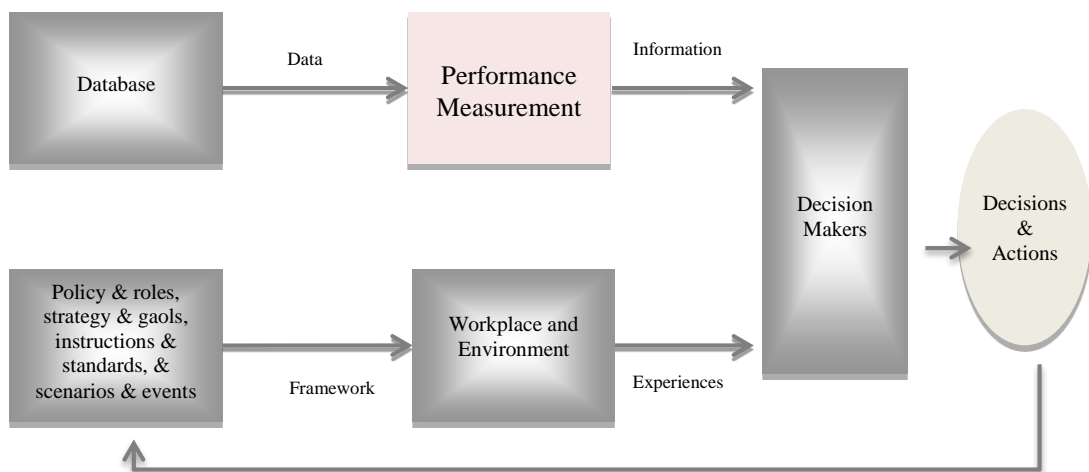 Database
Data
Performance
Measurement
Information
Decision
Makers
Decisions
&
Actions
Policy & roles,
strategy & gaols,
instructions &
standards, &
scenarios & events
Framework
Workplace and
Environment
Experiences